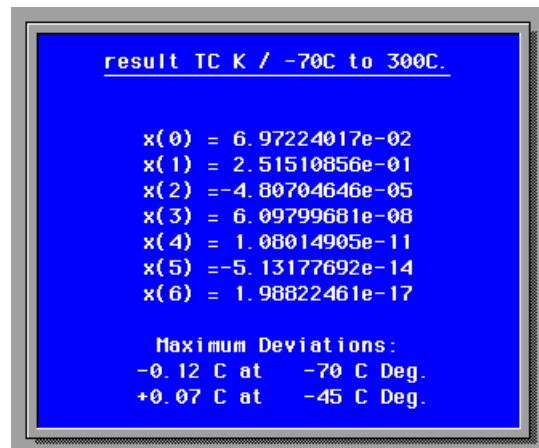 result TC K / -70C to 300C.
x(0) = 6.97224017e-02
x(1) = 2.51510856e-01
x(2) =-4.80704646e-05
x(3) = 6.09799681e-08
x(4) = 1.08014905e-11
x(5) =-5.13177692e-14
x(6) = 1.98822461e-17
Maximum Deviations:
-0.12 C at -70 C Deg.
+0.07 C at -45 C Deg.